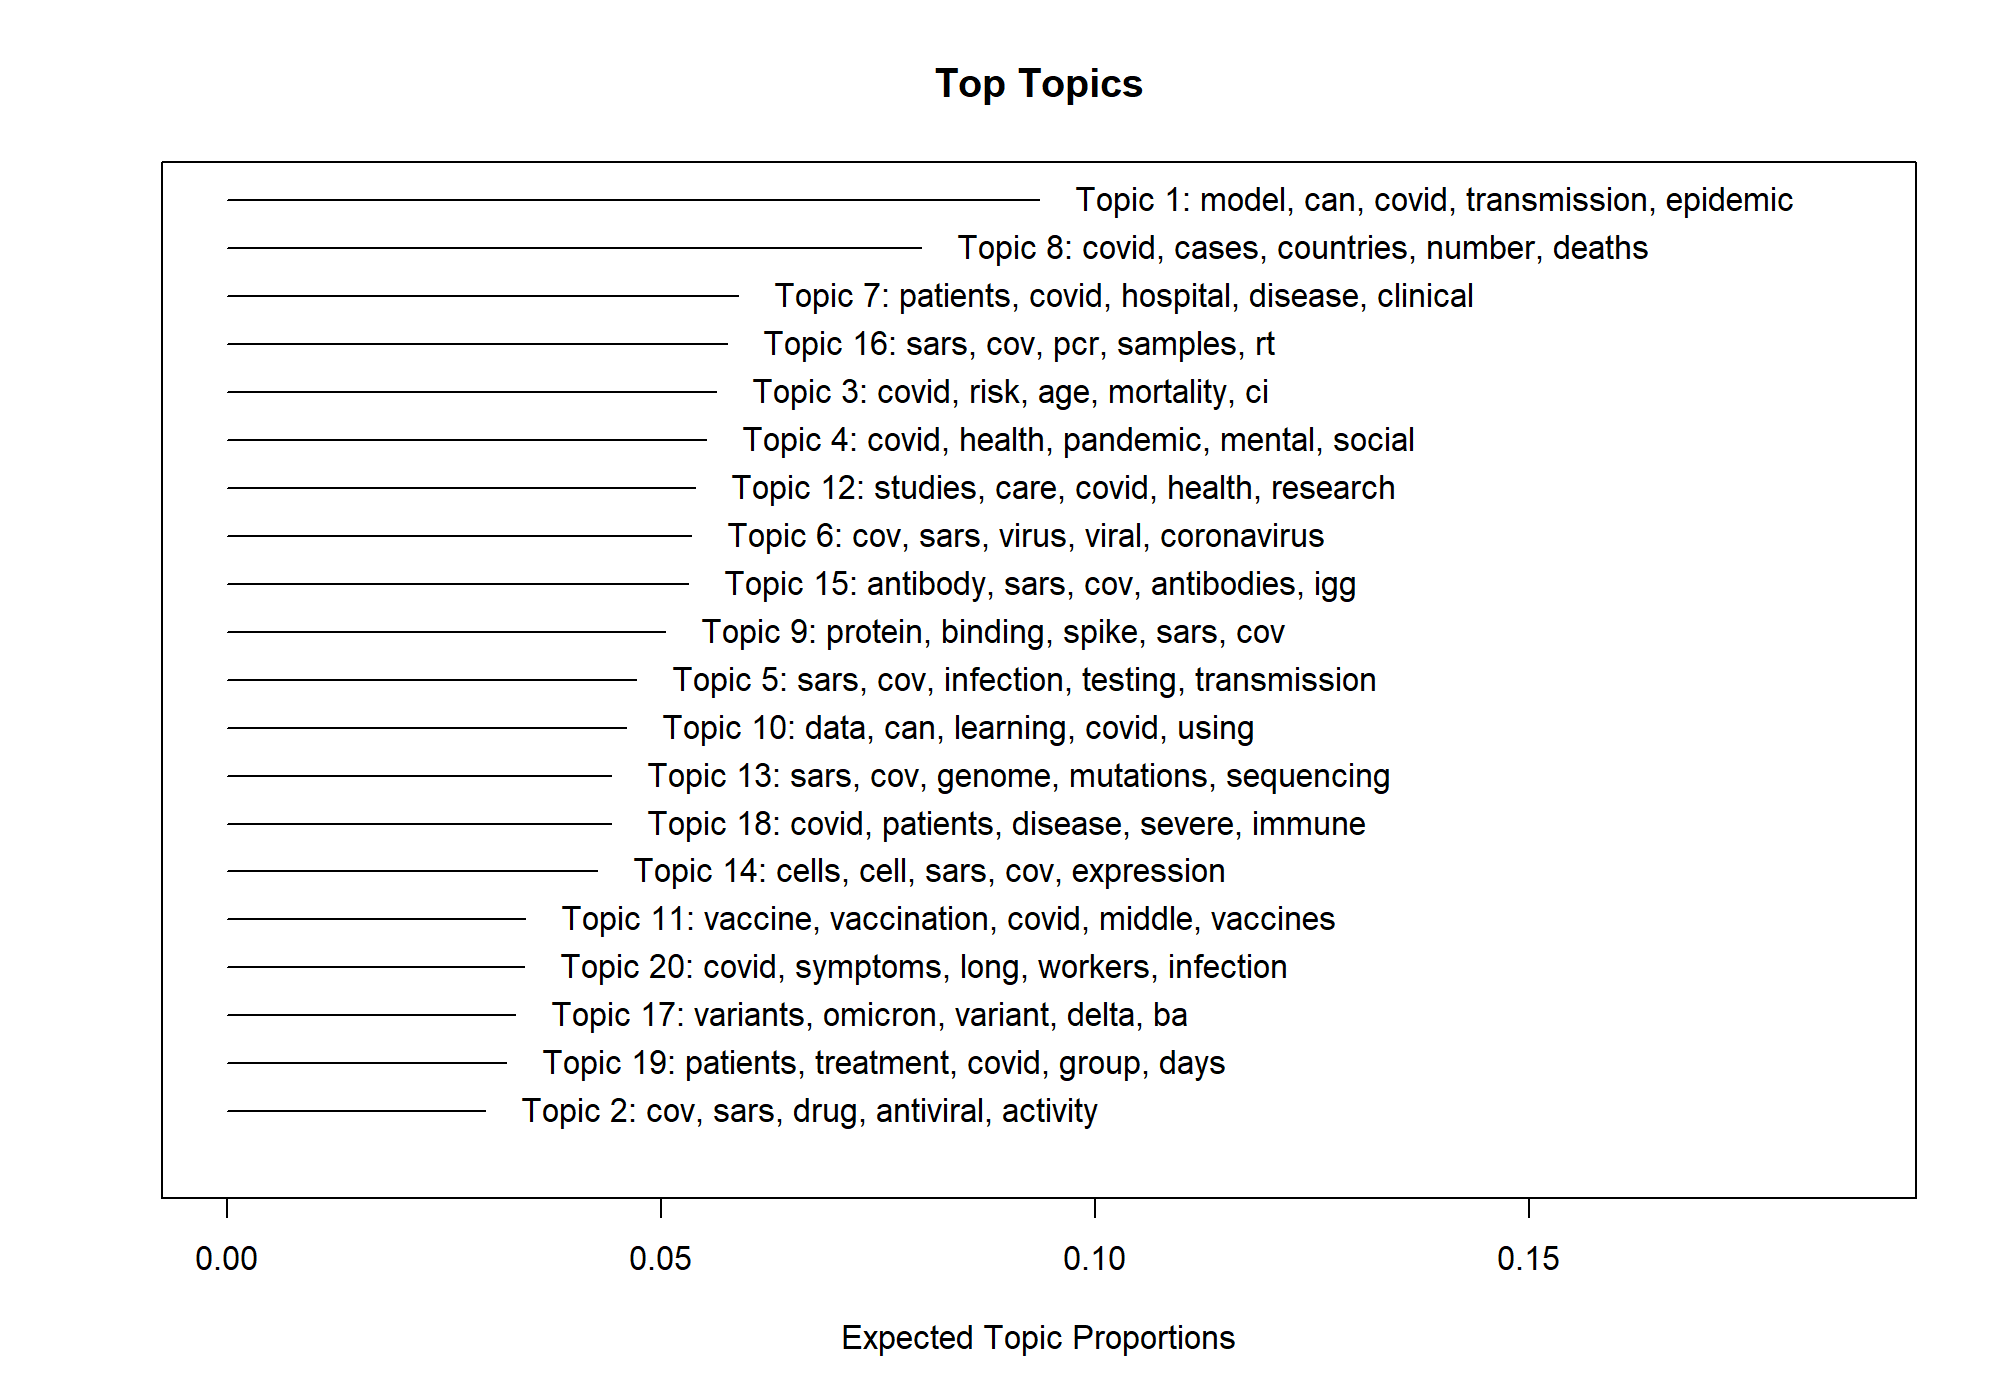 Top Topics
Topic 1: model, can, covid, transmission, epidemic
Topic 8: covid, cases, countries, number, deaths
Topic 7: patients, covid, hospital, disease, clinical
Topic 16: sars, cov, pcr, samples, rt
Topic 3: covid, risk, age, mortality, ci
Topic 4: covid, health, pandemic, mental, social
Topic 12: studies, care, covid, health, research
Topic 6: cov, sars, virus, viral, coronavirus
Topic 15: antibody, sars, cov, antibodies, igg
Topic 9: protein, binding, spike, sars, cov
Topic 5: sars, cov, infection, testing, transmission
Topic 10: data, can, learning, covid, using
Topic 13: sars, cov, genome, mutations, sequencing
Topic 18: covid, patients, disease, severe, immune
Topic 14: cells, cell, sars, cov, expression
Topic 11: vaccine, vaccination, covid, middle, vaccines
Topic 20: covid, symptoms, long, workers, infection
Topic 17: variants, omicron, variant, delta, ba
Topic 19: patients, treatment, covid, group, days
Topic 2: cov, sars, drug, antiviral, activity
0.00 0.05 0.10 0.15
Expected Topic Proportions